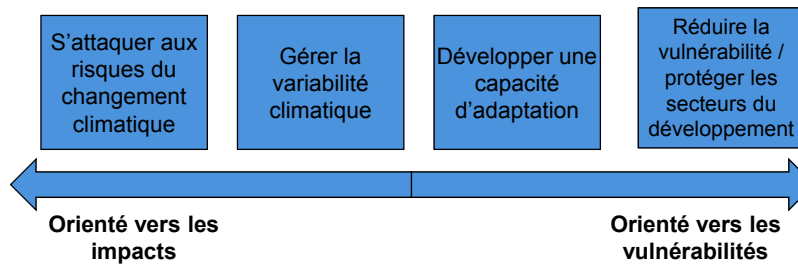 S'attaquer aux
risques du
changement
climatique
Gérer la
variabilité
climatique
Développer une
capacité
d'adaptation
Réduire la
vulnérabilité /
protéger les
secteurs du
développement
Orienté vers les
impacts
Orienté vers les
vulnérabilités